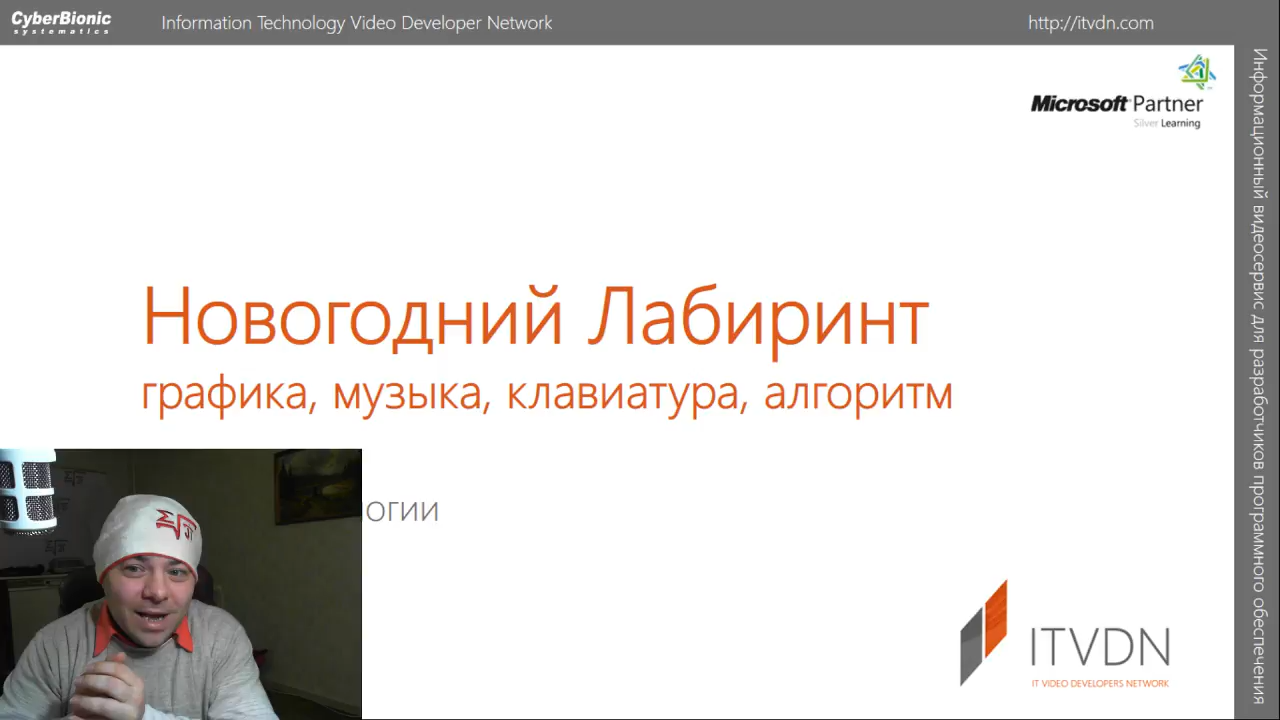 CyberBionic
systematics
Information Technology Video Developer Network
http://itvdn.com
Microsoft Partner
Silver Learning
Новогодний Лабиринт
графика, музыка, клавиатура, алгоритм
ITVDN
IT VIDEO DEVELOPERS NETWORK
Информационный видеосервис для разработчиков программного обеспечения